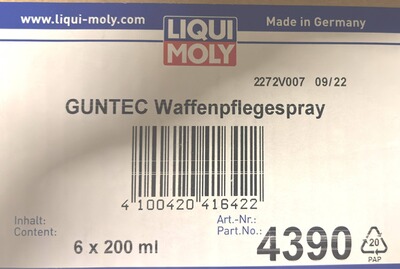 www.liqui-moly.com
LIQUI
MOLY
Made in Germany
2272V007 09/22
GUNTEC Waffenpflegespray
4 100420 416422
Inhalt:
Content:
6 x 200 ml
Art.-Nr.:
Part.No.:
4390
20
PAP